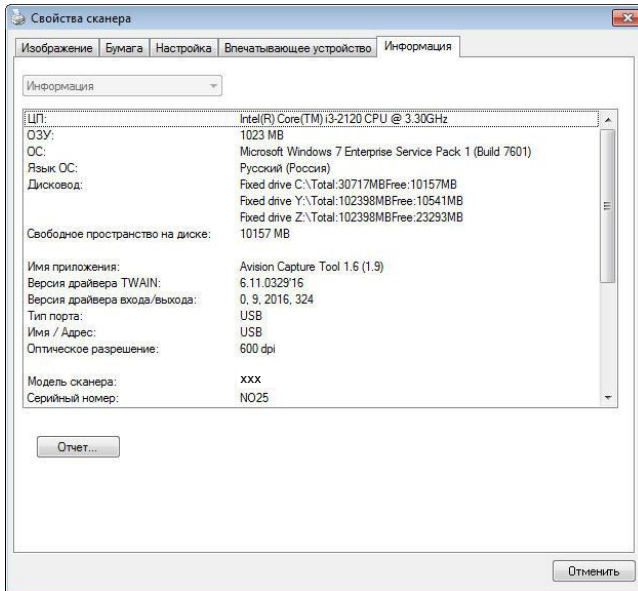 Свойства сканера
Изображение Бумага Настройка Впечатывающее устройство Информация
Информация
ЦП: Intel(R) Core(TM) i3-2120 CPU @ 3.30GHz
ОЗУ: 1023 MB
ОС: Microsoft Windows 7 Enterprise Service Pack 1 (Build 7601)
Язык ОС: Русский (Россия)
Дисковод: Fixed drive C:\Total:30717MBFree:10157MB
Fixed drive Y:\Total:102398MBFree:10541MB
Fixed drive Z:\Total:102398MBFree:23293MB
Свободное пространство на диске: 10157 MB
Имя приложения: Avision Capture Tool 1.6 (1.9)
Версия драйвера TWAIN: 6.11.0329'16
Версия драйвера входа/выхода: 0, 9, 2016, 324
Тип порта: USB
Имя / Адрес: USB
Оптическое разрешение: 600 dpi
Модель сканера: XXX
Серийный номер: NO25
Отчет...
Отменить